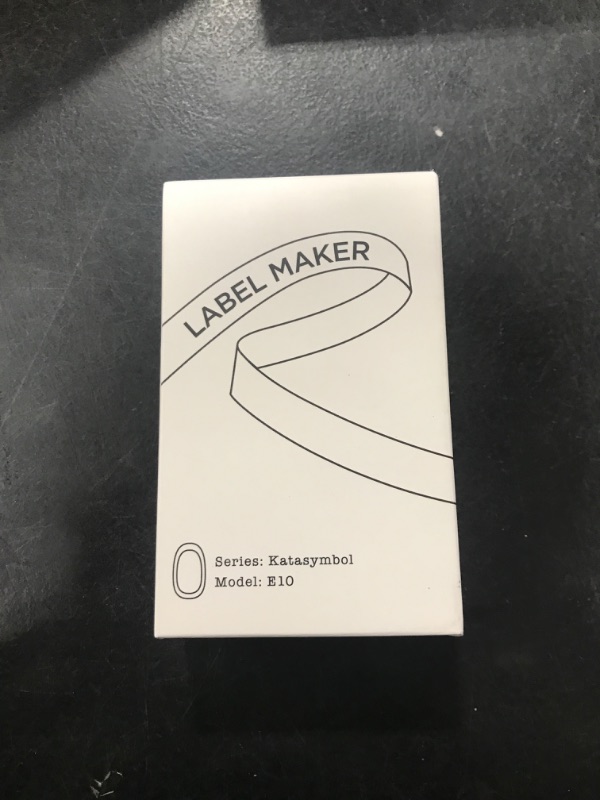 LABEL MAKER
Series: Katasymbol
Model: E10